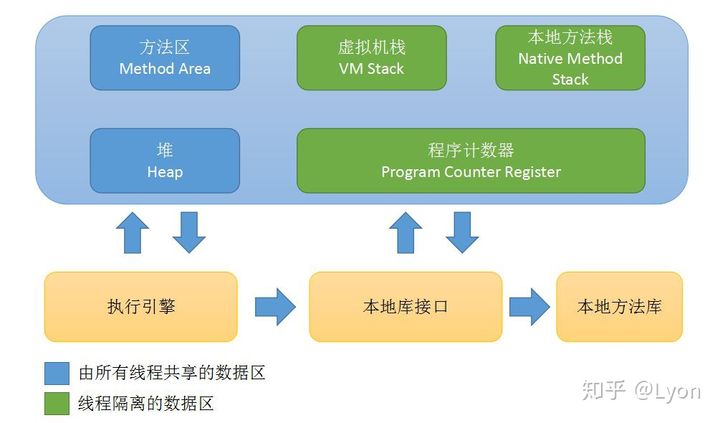 方法区
Method Area
虚拟机栈
VM Stack
本地方法栈
Native Method
Stack
堆
Heap
程序计数器
Program Counter Register
执行引擎
本地库接口
本地方法库
由所有线程共享的数据区
线程隔离的数据区
知乎 @Lyon